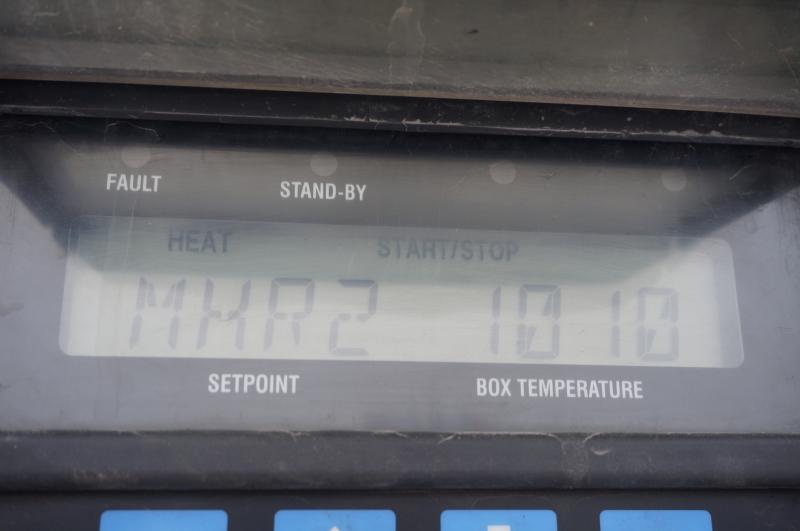 FAULT STAND-BY
HEAT START/STOP
MHR2 1010
SETPOINT BOX TEMPERATURE